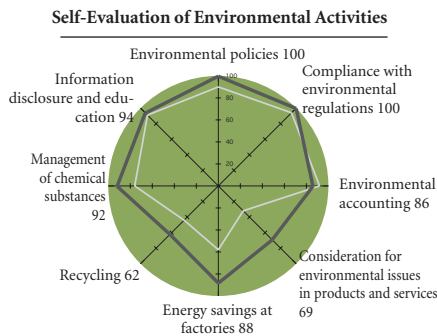 Self-Evaluation of Environmental Activities
Environmental policies 100
Compliance with
environmental
regulations 100
Environmental
accounting 86
Consideration for
environmental issues
in products and services
69
Energy savings at
factories 88
Recycling 62
Management
of chemical
substances
92
Information
disclosure and edu-
cation 94
100
80
60
40
20